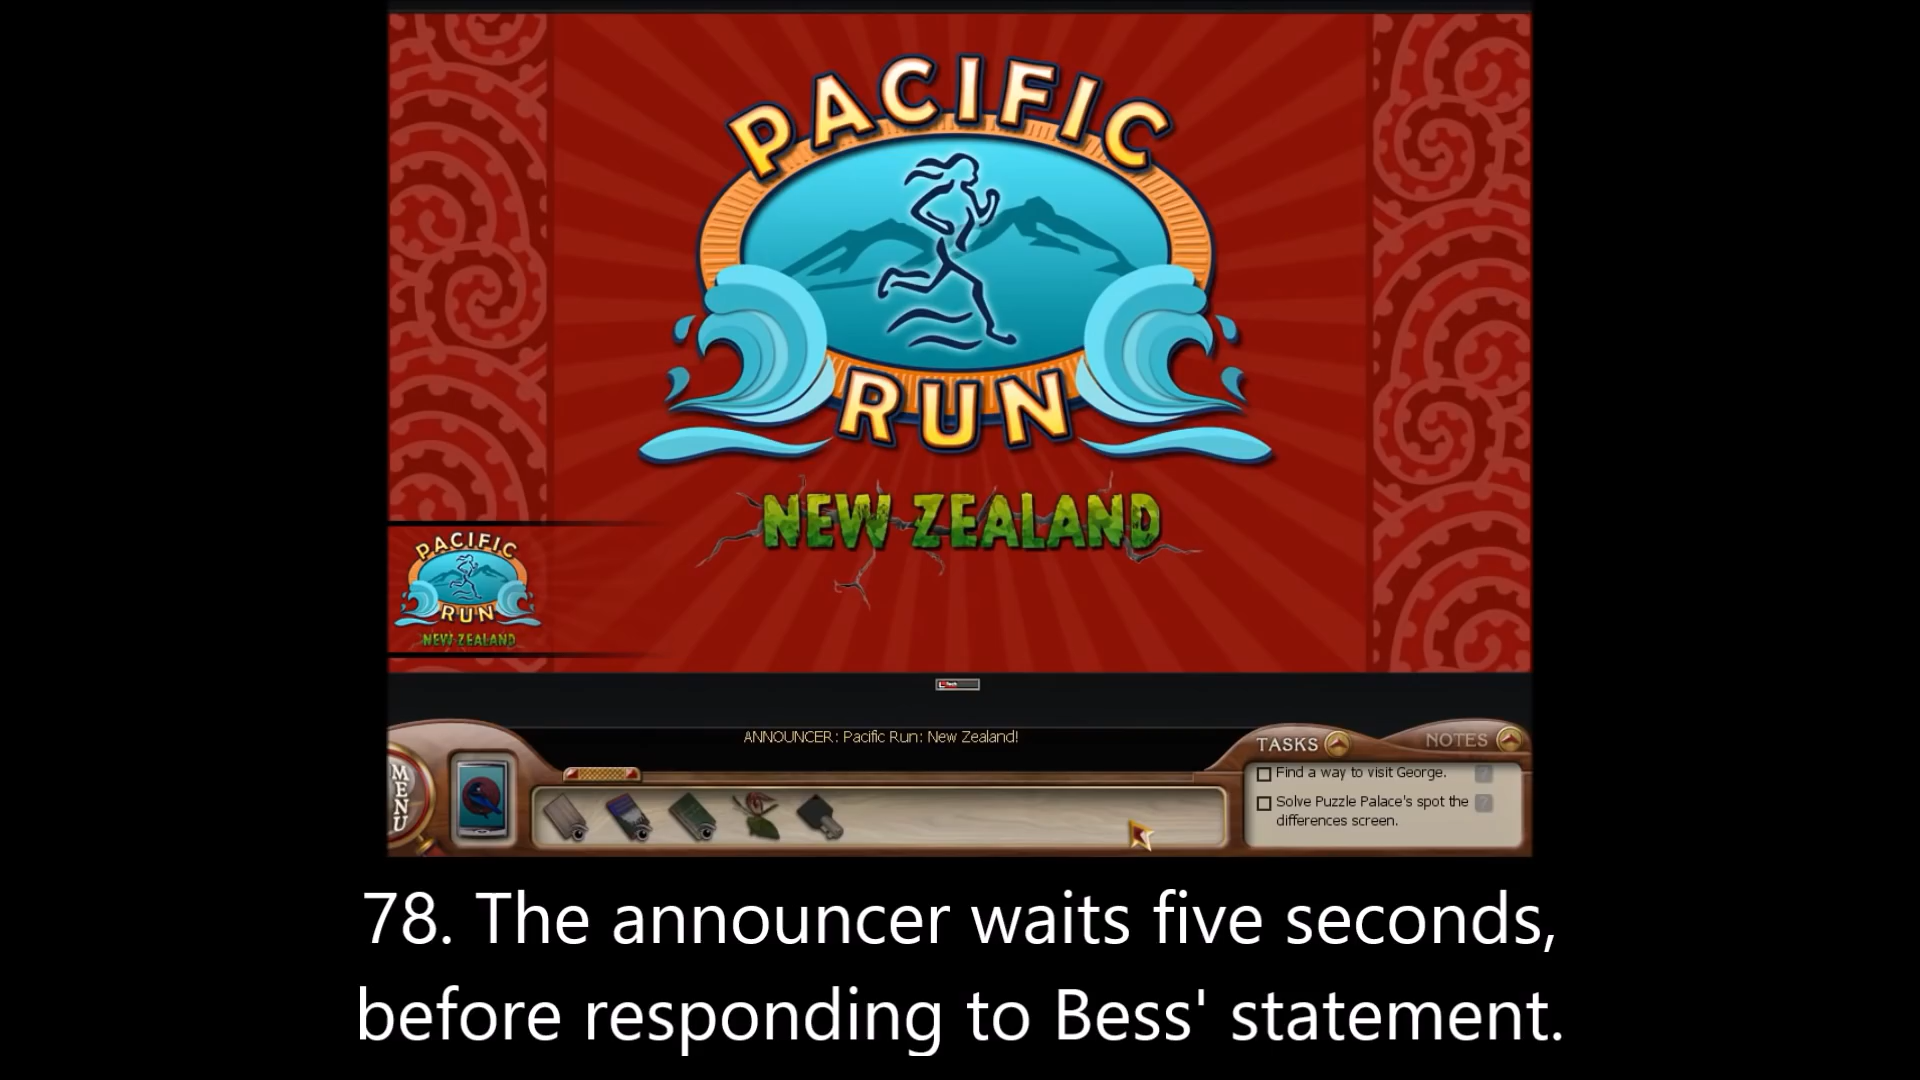 PACIFIC
RUN
NEW ZEALAND
PACIFIC
RUN
NEW ZEALAND
Tech
ANNOUNCER: Pacific Run: New Zealand!
MENU
TASKS
NOTES
Find a way to visit George. ?
Solve Puzzle Palace's spot the ?
differences screen.
78. The announcer waits five seconds,
before responding to Bess' statement.